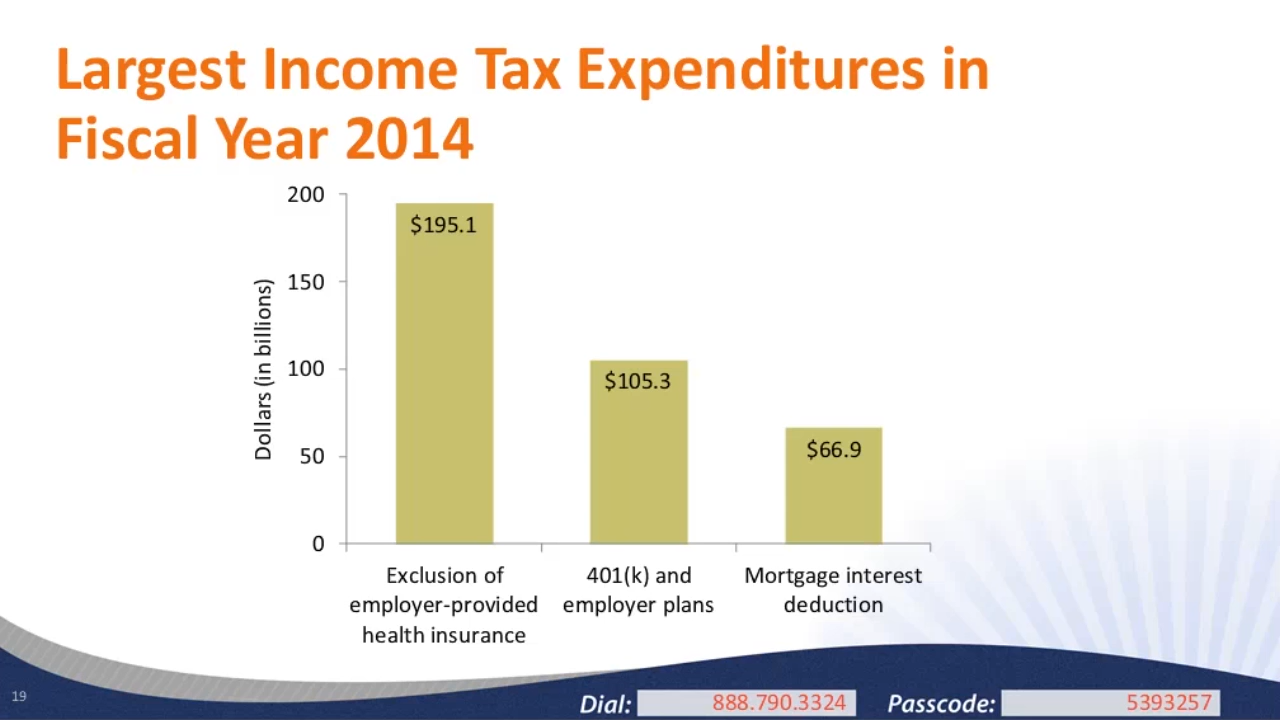 Largest Income Tax Expenditures in
Fiscal Year 2014
Dollars (in billions)
200
150
100
50
0
$195.1
$105.3
$66.9
Exclusion of
employer-provided
health insurance
401(k) and
employer plans
Mortgage interest
deduction
19
Dial: 888.790.3324 Passcode: 5393257